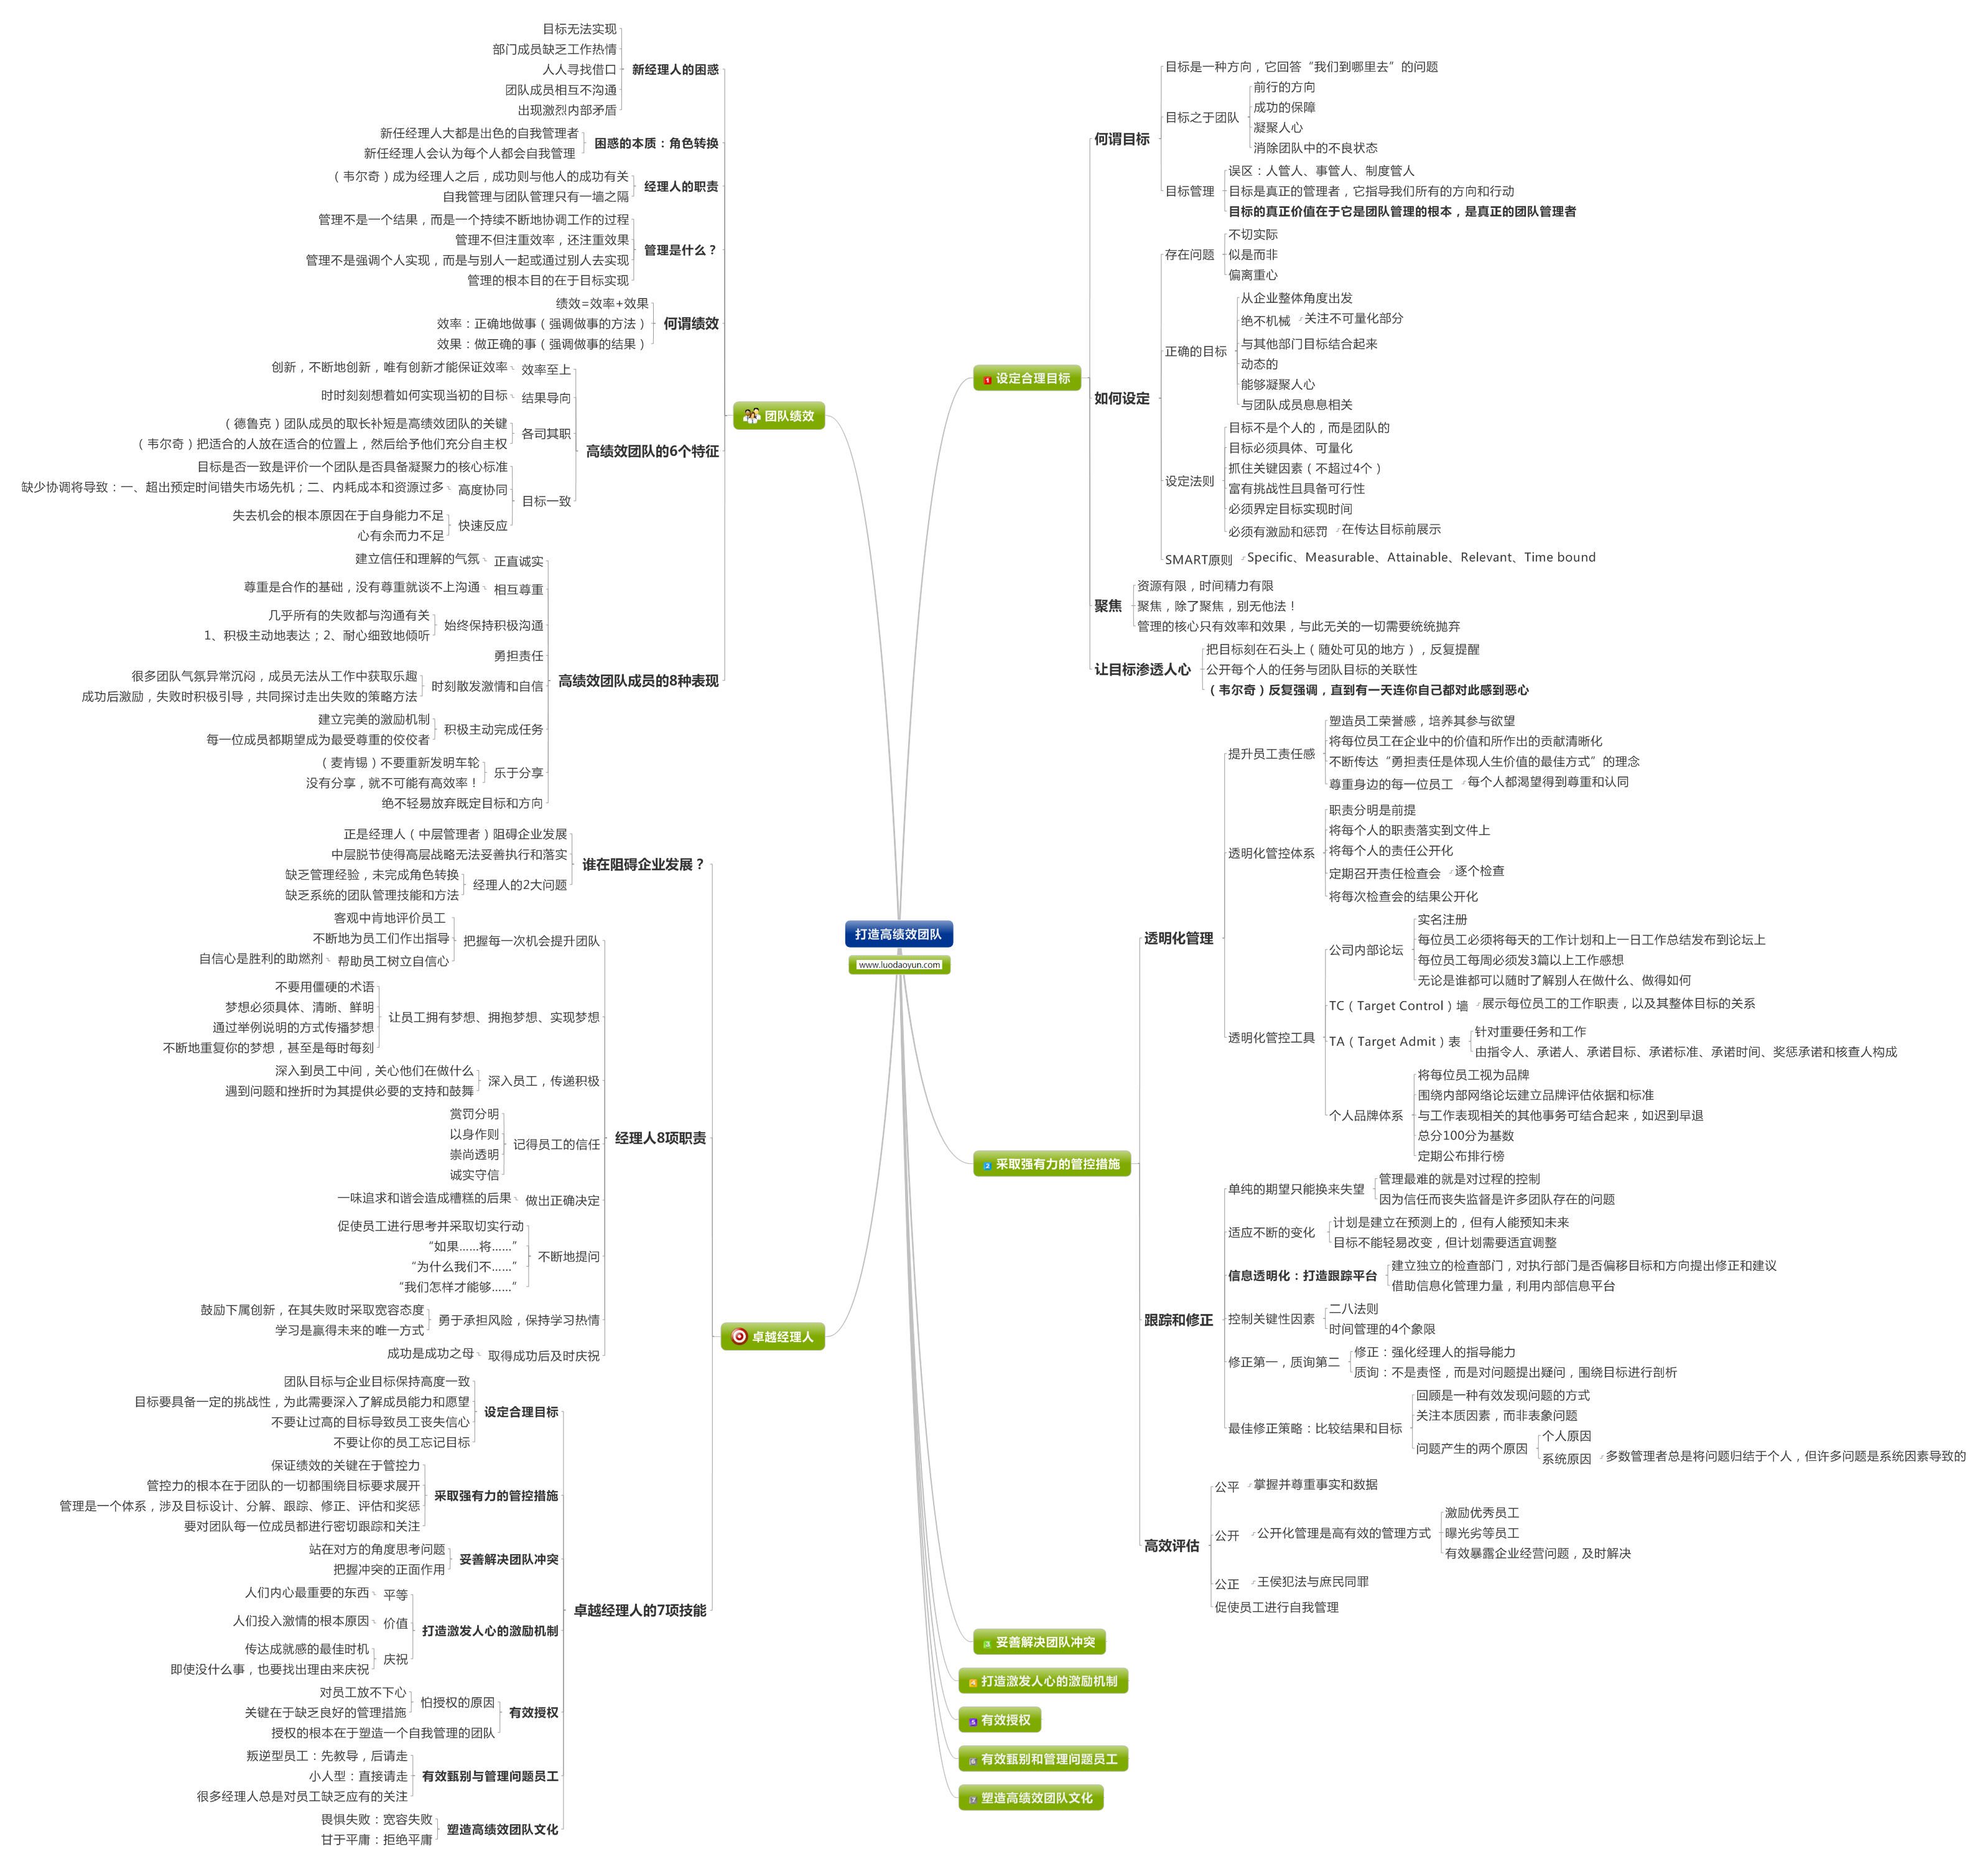 打造高绩效团队
www.luodaoyun.com
团队绩效
新经理人的困惑
目标无法实现
部门成员缺乏工作热情
人人寻找借口
团队成员相互不沟通
出现激烈内部矛盾
困惑的本质：角色转换
新任经理人大都是出色的自我管理者
新任经理人会认为每个人都会自我管理
经理人的职责
（韦尔奇）成为经理人之后，成功则与他人的成功有关
自我管理与团队管理只有一墙之隔
管理是什么？
管理不是一个结果，而是一个持续不断地协调工作的过程
管理不但注重效率，还注重效果
管理不是强调个人实现，而是与别人一起或通过别人去实现
管理的根本目的在于目标实现
何谓绩效
绩效=效率+效果
效率：正确地做事（强调做事的方法）
效果：做正确的事（强调做事的结果）
高绩效团队的6个特征
效率至上
创新，不断地创新，唯有创新才能保证效率
结果导向
时时刻刻想着如何实现当初的目标
各司其职
（德鲁克）团队成员的取长补短是高绩效团队的关键
（韦尔奇）把适合的人放在适合的位置上，然后给予他们充分自主权
目标一致
目标是否一致是评价一个团队是否具备凝聚力的核心标准
高度协同
缺少协调将导致：一、超出预定时间错失市场先机；二、内耗成本和资源过多
快速反应
失去机会的根本原因在于自身能力不足
心有余而力不足
高绩效团队成员的8种表现
正直诚实
建立信任和理解的气氛
相互尊重
尊重是合作的基础，没有尊重就谈不上沟通
始终保持积极沟通
几乎所有的失败都与沟通有关
1、积极主动地表达；2、耐心细致地倾听
勇担责任
时刻散发激情和自信
很多团队气氛异常沉闷，成员无法从工作中获取乐趣
成功后激励，失败时积极引导，共同探讨走出失败的策略方法
积极主动完成任务
建立完美的激励机制
每一位成员都期望成为最受尊重的佼佼者
乐于分享
（麦肯锡）不要重新发明车轮
没有分享，就不可能有高效率！
绝不轻易放弃既定目标和方向
卓越经理人
谁在阻碍企业发展？
正是经理人（中层管理者）阻碍企业发展
中层脱节使得高层战略无法妥善执行和落实
经理人的2大问题
缺乏管理经验，未完成角色转换
缺乏系统的团队管理技能和方法
经理人8项职责
把握每一次机会提升团队
客观中肯地评价员工
不断地为员工们作出指导
帮助员工树立自信心
自信心是胜利的助燃剂
让员工拥有梦想、拥抱梦想、实现梦想
不要用僵硬的术语
梦想必须具体、清晰、鲜明
通过举例说明的方式传播梦想
不断地重复你的梦想，甚至是每时每刻
深入员工，传递积极
深入到员工中间，关心他们在做什么
遇到问题和挫折时为其提供必要的支持和鼓舞
记得员工的信任
赏罚分明
以身作则
崇尚透明
诚实守信
做出正确决定
一味追求和谐会造成糟糕的后果
不断地提问
促使员工进行思考并采取切实行动
“如果……将……”
“为什么我们不……”
“我们怎样才能够……”
勇于承担风险，保持学习热情
鼓励下属创新，在其失败时采取宽容态度
学习是赢得未来的唯一方式
取得成功后及时庆祝
成功是成功之母
卓越经理人的7项技能
设定合理目标
团队目标与企业目标保持高度一致
目标要具备一定的挑战性，为此需要深入了解成员能力和愿望
不要让过高的目标导致员工丧失信心
不要让你的员工忘记目标
采取强有力的管控措施
保证绩效的关键在于管控力
管控力的根本在于团队的一切都围绕目标要求展开
管理是一个体系，涉及目标设计、分解、跟踪、修正、评估和奖惩
要对团队每一位成员都进行密切跟踪和关注
妥善解决团队冲突
站在对方的角度思考问题
把握冲突的正面作用
打造激发人心的激励机制
平等
人们内心最重要的东西
价值
人们投入激情的根本原因
庆祝
传达成就感的最佳时机
即使没什么事，也要找出理由来庆祝
有效授权
怕授权的原因
对员工放不下心
关键在于缺乏良好的管理措施
授权的根本在于塑造一个自我管理的团队
有效甄别与管理问题员工
叛逆型员工：先教导，后请走
小人型：直接请走
很多经理人总是对员工缺乏应有的关注
塑造高绩效团队文化
畏惧失败：宽容失败
甘于平庸：拒绝平庸
1 设定合理目标
何谓目标
目标是一种方向，它回答“我们到哪里去”的问题
目标之于团队
前行的方向
成功的保障
凝聚人心
消除团队中的不良状态
目标管理
误区：人管人、事管人、制度管人
目标是真正的管理者，它指导我们所有的方向和行动
目标的真正价值在于它是团队管理的根本，是真正的团队管理者
如何设定
存在问题
不切实际
似是而非
偏离重心
正确的目标
从企业整体角度出发
绝不机械
关注不可量化部分
与其他部门目标结合起来
动态的
能够凝聚人心
与团队成员息息相关
设定法则
目标不是个人的，而是团队的
目标必须具体、可量化
抓住关键因素（不超过4个）
富有挑战性且具备可行性
必须界定目标实现时间
必须有激励和惩罚
在传达目标前展示
SMART原则
Specific、Measurable、Attainable、Relevant、Time bound
聚焦
资源有限，时间精力有限
聚焦，除了聚焦，别无他法！
管理的核心只有效率和效果，与此无关的一切需要统统抛弃
让目标渗透人心
把目标刻在石头上（随处可见的地方），反复提醒
公开每个人的任务与团队目标的关联性
（韦尔奇）反复强调，直到有一天连你自己都对此感到恶心
2 采取强有力的管控措施
透明化管理
提升员工责任感
塑造员工荣誉感，培养其参与欲望
将每位员工在企业中的价值和所作出的贡献清晰化
不断传达“勇担责任是体现人生价值的最佳方式”的理念
尊重身边的每一位员工
每个人都渴望得到尊重和认同
透明化管控体系
职责分明是前提
将每个人的职责落实到文件上
将每个人的责任公开化
定期召开责任检查会
逐个检查
将每次检查会的结果公开化
透明化管控工具
公司内部论坛
实名注册
每位员工必须将每天的工作计划和上一日工作总结发布到论坛上
每位员工每周必须发3篇以上工作感想
无论是谁都可以随时了解别人在做什么、做得如何
TC（Target Control）墙
展示每位员工的工作职责，以及其整体目标的关系
TA（Target Admit）表
针对重要任务和工作
由指令人、承诺人、承诺目标、承诺标准、承诺时间、奖惩承诺和核查人构成
个人品牌体系
将每位员工视为品牌
围绕内部网络论坛建立品牌评估依据和标准
与工作表现相关的其他事务可结合起来，如迟到早退
总分100分为基数
定期公布排行榜
跟踪和修正
单纯的期望只能换来失望
管理最难的就是对过程的控制
因为信任而丧失监督是许多团队存在的问题
适应不断的变化
计划是建立在预测上的，但有人能预知未来
目标不能轻易改变，但计划需要适宜调整
信息透明化：打造跟踪平台
建立独立的检查部门，对执行部门是否偏移目标和方向提出修正和建议
借助信息化管理力量，利用内部信息平台
控制关键性因素
二八法则
时间管理的4个象限
修正第一，质询第二
修正：强化经理人的指导能力
质询：不是责怪，而是对问题提出疑问，围绕目标进行剖析
最佳修正策略：比较结果和目标
回顾是一种有效发现问题的方式
关注本质因素，而非表象问题
问题产生的两个原因
个人原因
系统原因
多数管理者总是将问题归结于个人，但许多问题是系统因素导致的
高效评估
公平
掌握并尊重事实和数据
公开
公开化管理是高有效的管理方式
激励优秀员工
曝光劣等员工
有效暴露企业经营问题，及时解决
公正
王侯犯法与庶民同罪
促使员工进行自我管理
3 妥善解决团队冲突
4 打造激发人心的激励机制
5 有效授权
6 有效甄别和管理问题员工
7 塑造高绩效团队文化